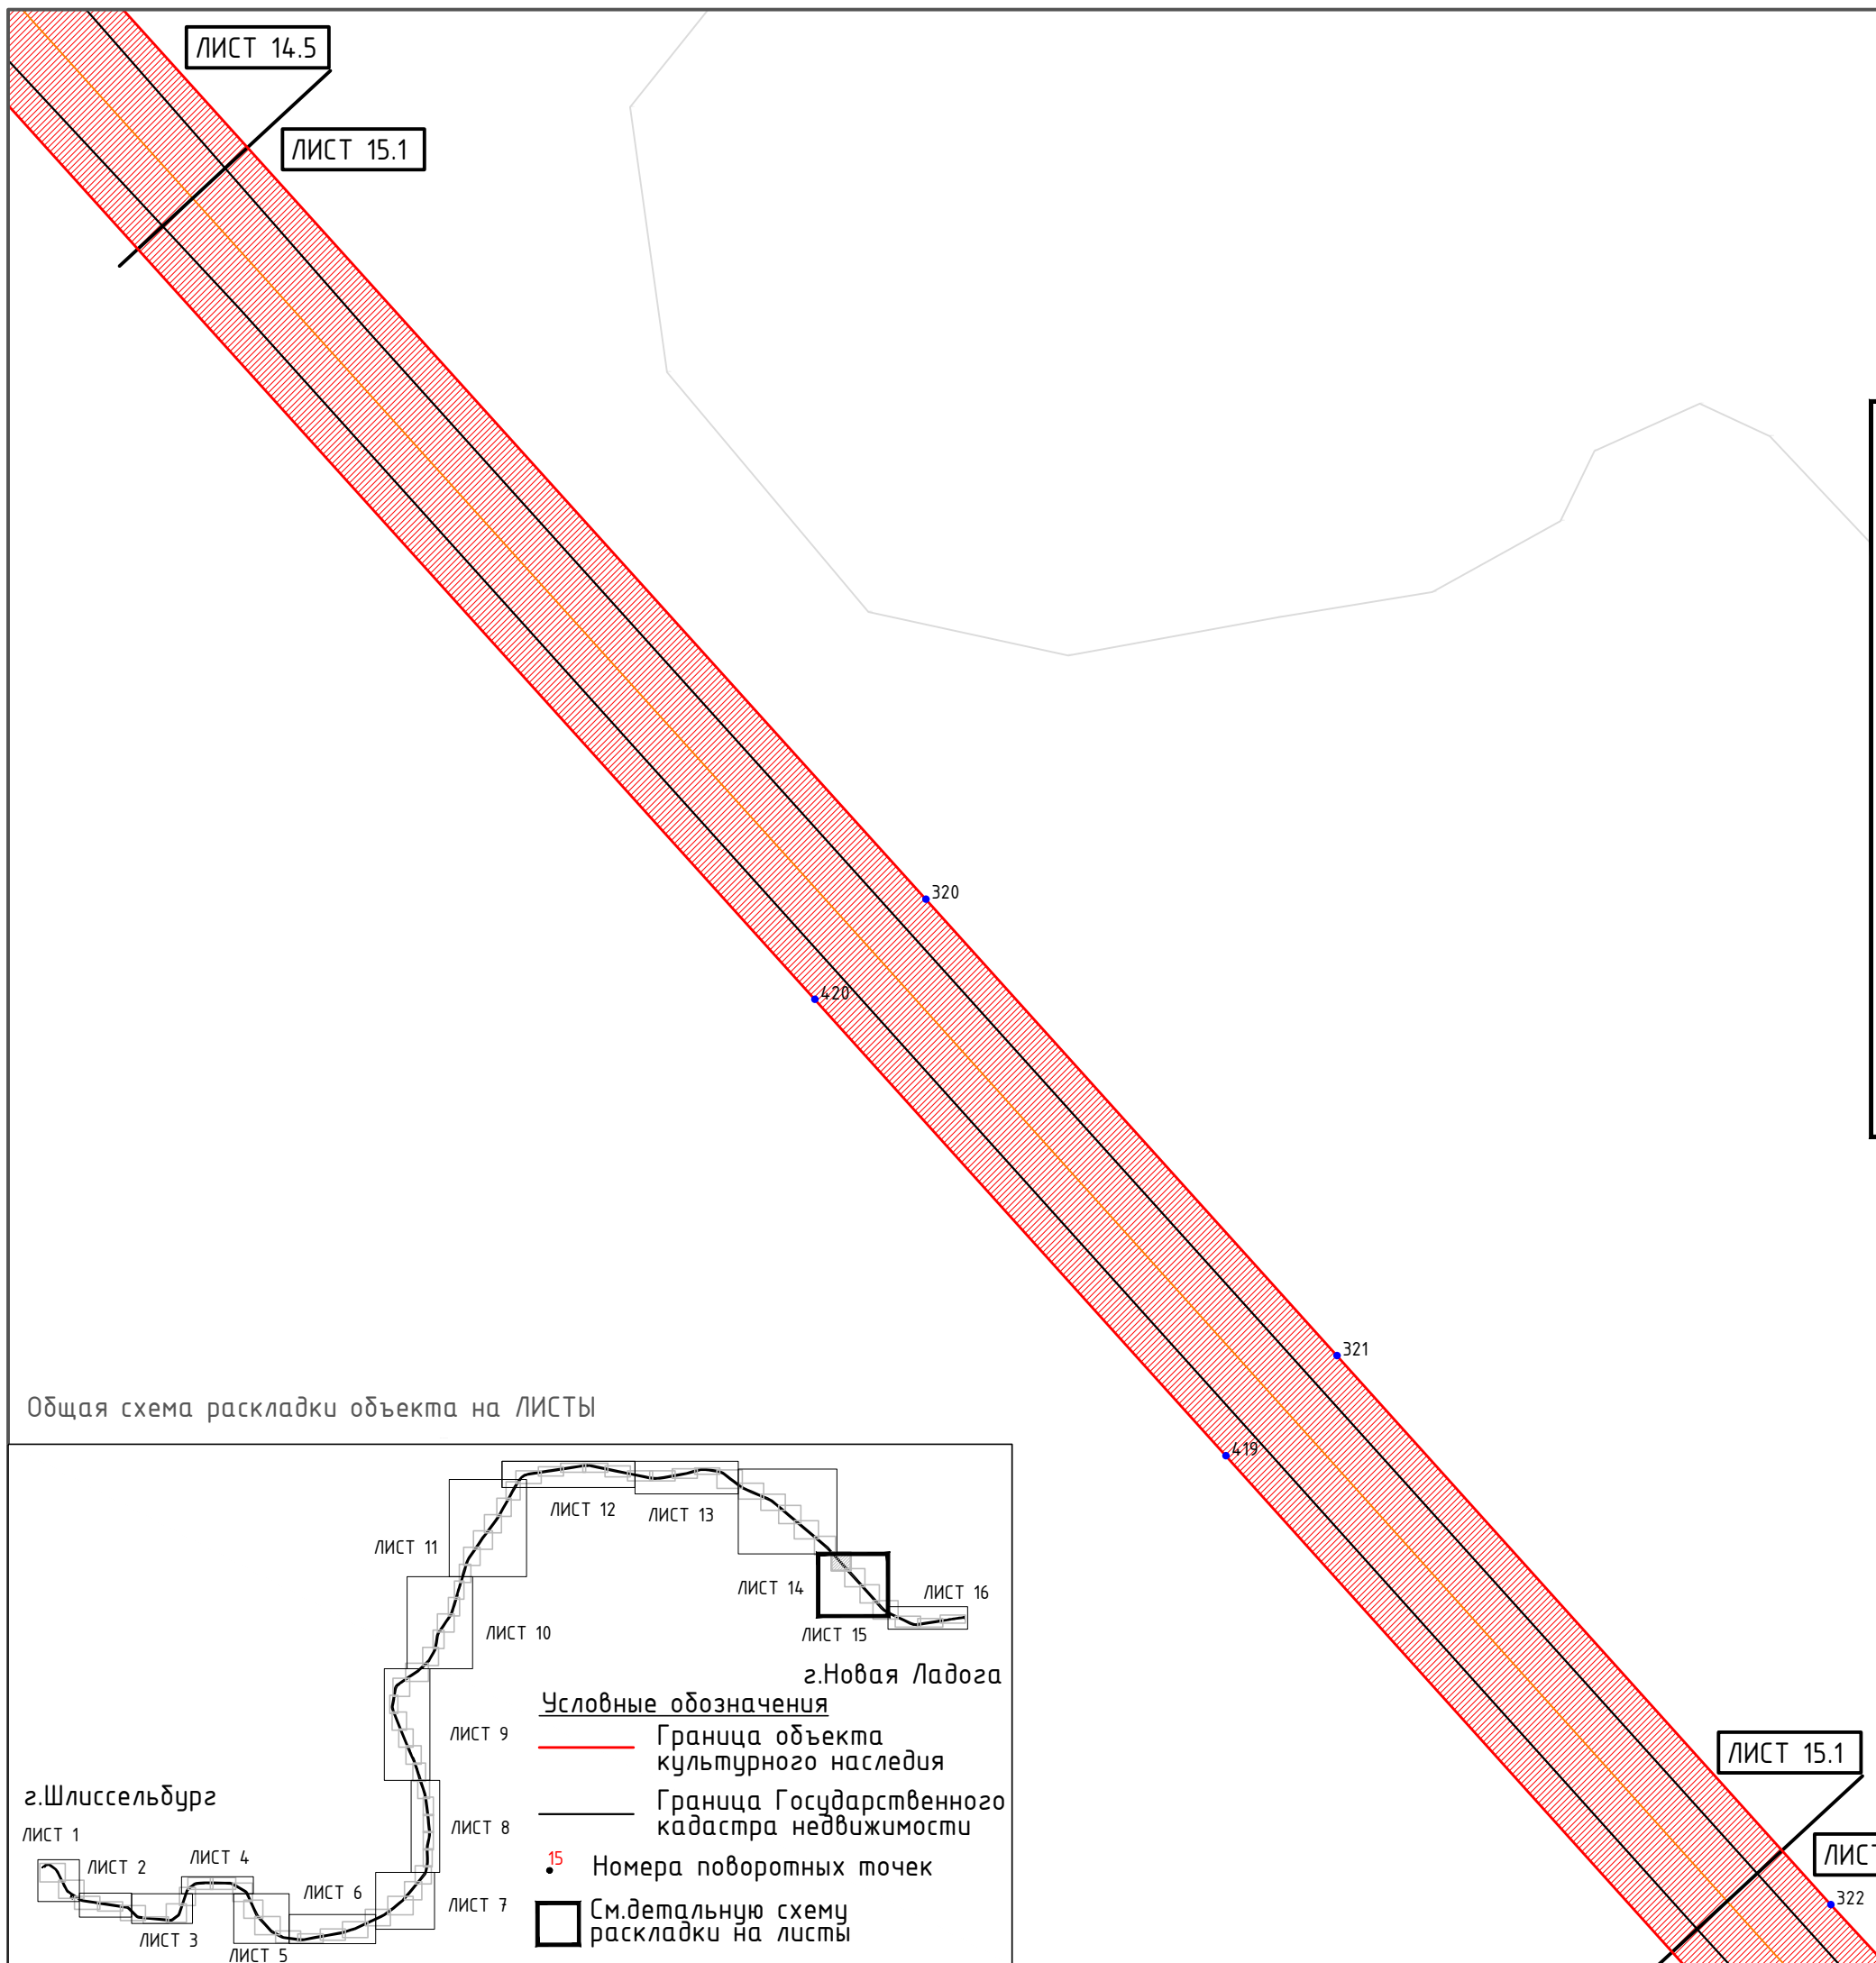 ЛИСТ 14.5
ЛИСТ 15.1
320
420
321
419
Общая схема раскладки объекта на ЛИСТЫ
ЛИСТ 12
ЛИСТ 13
ЛИСТ 11
ЛИСТ 14
ЛИСТ 16
ЛИСТ 10
ЛИСТ 15
г.Новая Ладога
Условные обозначения
ЛИСТ 9
Граница объекта
культурного наследия
ЛИСТ 15.1
г.Шлиссельбург
Граница Государственного
кадастра недвижимости
ЛИСТ 8
ЛИСТ 1
ЛИСТ 2
ЛИСТ 4
15
Номера поворотных точек
ЛИСТ 6
ЛИСТ 7
322
См.детальную схему
раскладки на листы
ЛИСТ 3
ЛИСТ 5